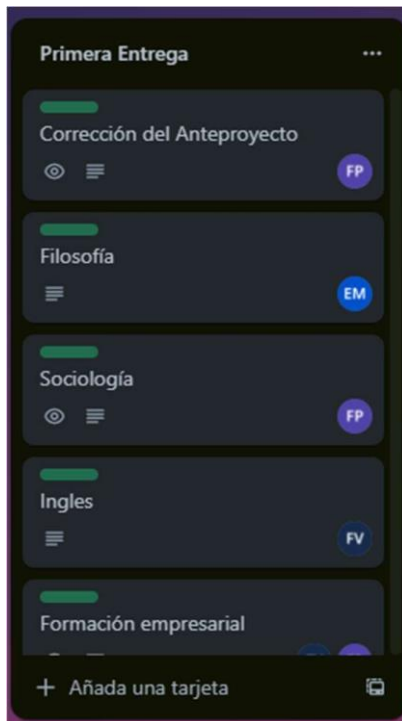 Primera Entrega
Corrección del Anteproyecto
FP
Filosofía
EM
Sociología
FP
Ingles
FV
Formación empresarial
+ Añada una tarjeta